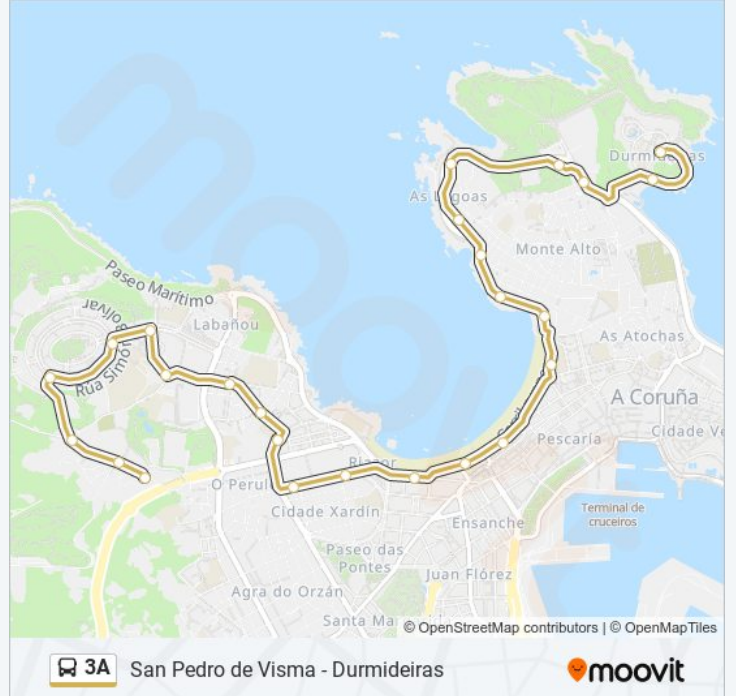 Durmideiras
As Lagoas
Monte Alto
Paseo Marítimo
Labañou
Rúa Simón
Bolívar
As Atochas
A Coruña
Cidade Ve
Pescaría
Riazor
O Perul
Cidade Xardín
Ensanche
Terminal de
cruceiros
Paseo das
Pontes
Juan Flórez
Agra do Orzán
Santa Ma
© OpenStreetMap contributors | © OpenMapTiles
3A San Pedro de Visma - Durmideiras
moovit